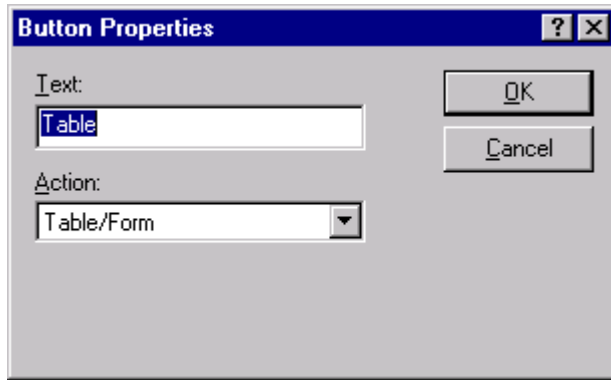 Button Properties
Text:
Table
Action:
Table/Form
OK
Cancel